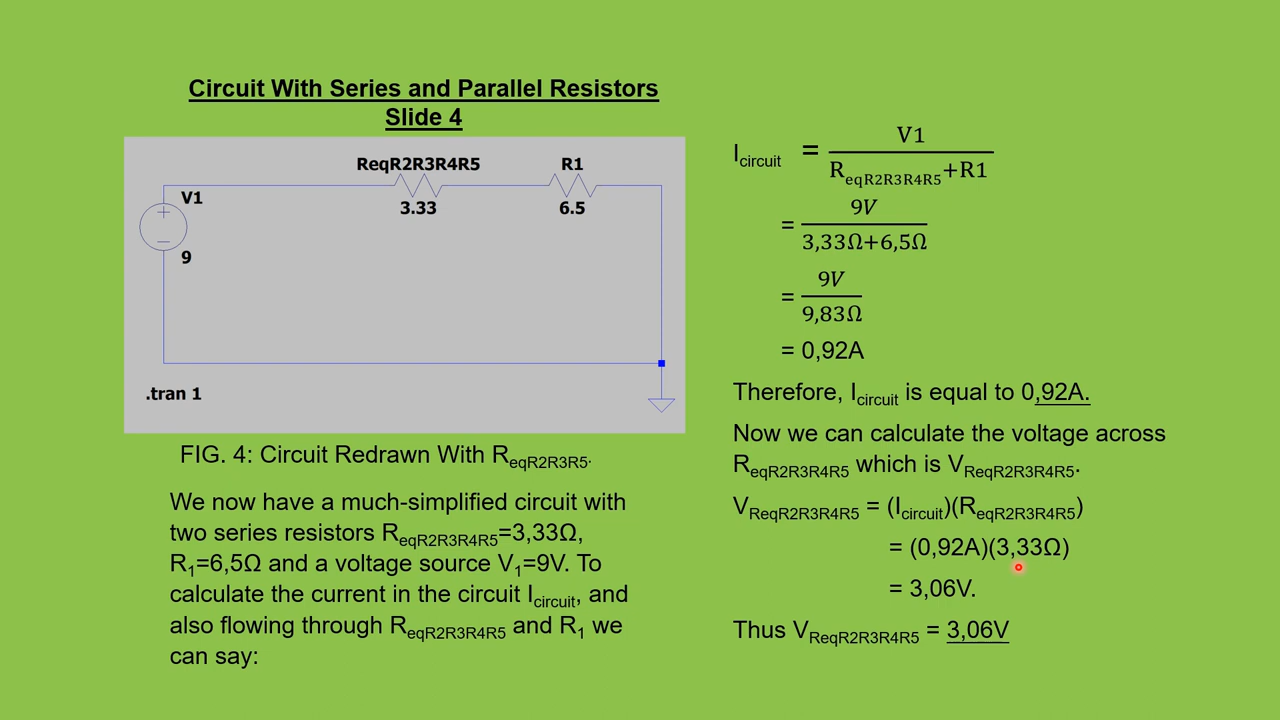 Circuit With Series and Parallel Resistors
Slide 4
ReqR2R3R4R5
R1
V1
3.33
6.5
9
.tran 1
FIG. 4: Circuit Redrawn With ReqR2R3R5.
We now have a much-simplified circuit with
two series resistors ReqR2R3R4R5=3,33Ω,
R1=6,5Ω and a voltage source V1=9V. To
calculate the current in the circuit Icircuit, and
also flowing through ReqR2R3R4R5 and R1 we
can say:
Icircuit = V1 / ReqR2R3R4R5+R1
= 9V / 3,33Ω+6,5Ω
= 9V / 9,83Ω
= 0,92A
Therefore, Icircuit is equal to 0,92A.
Now we can calculate the voltage across
ReqR2R3R4R5 which is VReqR2R3R4R5.
VReqR2R3R4R5 = (Icircuit)(ReqR2R3R4R5)
= (0,92A)(3,33Ω)
= 3,06V.
Thus VReqR2R3R4R5 = 3,06V